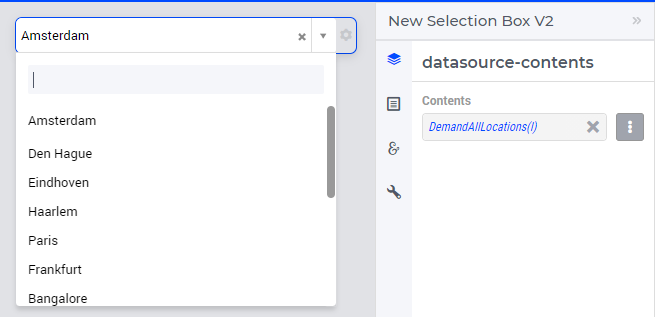 Amsterdam
Amsterdam
Den Hague
Eindhoven
Haarlem
Paris
Frankfurt
Bangalore
New Selection Box V2
datasource-contents
Contents
DemandAllLocations(l)